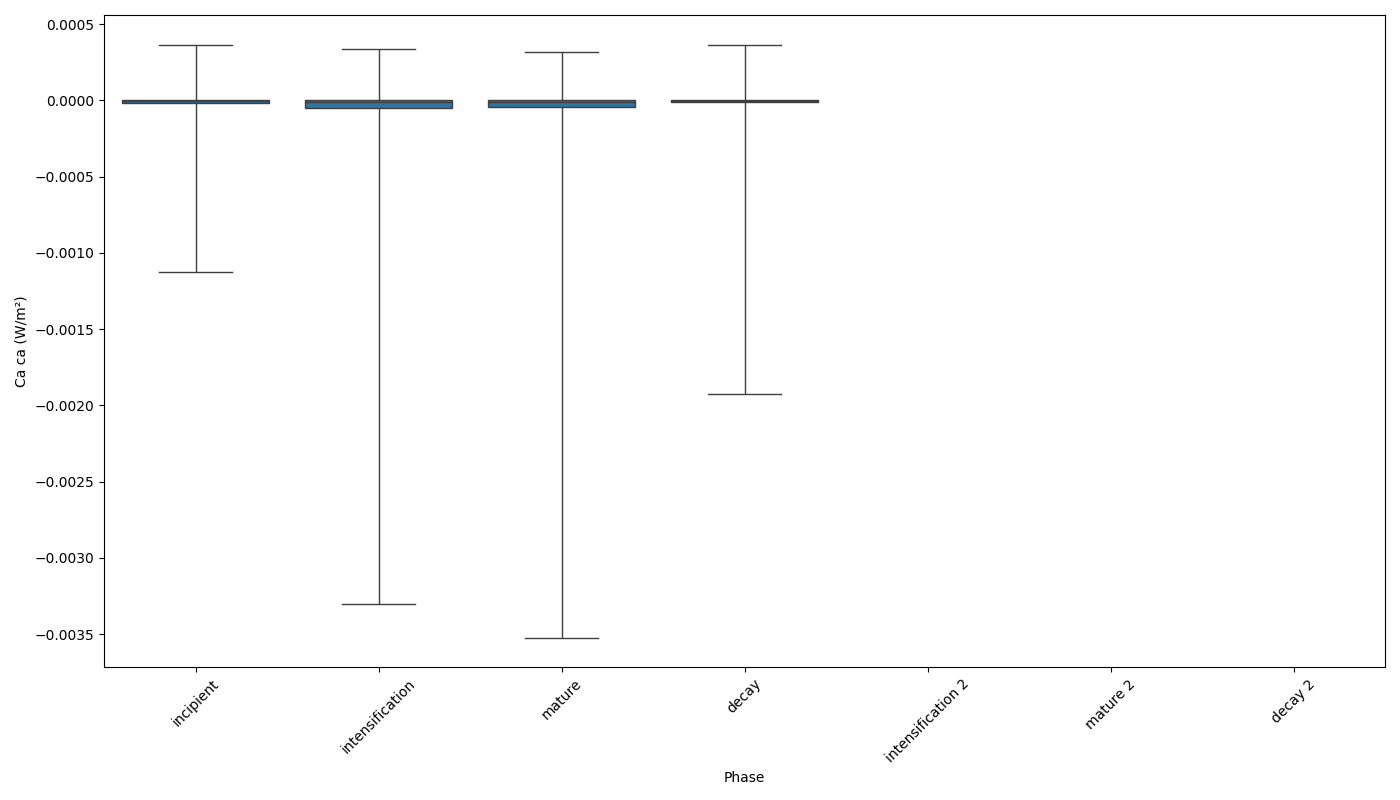 0.0005
0.0000
−0.0005
−0.0010
−0.0015
−0.0020
−0.0025
−0.0030
−0.0035
Ca ca (W/m²)
incipient
intensification
mature
decay
intensification 2
mature 2
decay 2
Phase